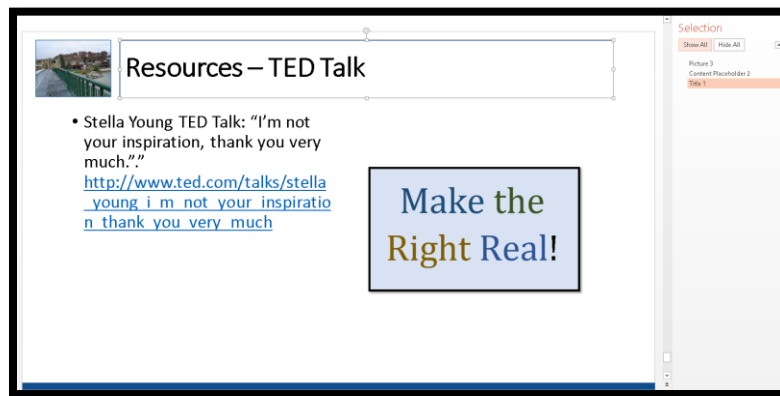 Resources – TED Talk
• Stella Young TED Talk: “I’m not
your inspiration, thank you very
much.”.”
http://www.ted.com/talks/stella
_young_i_m_not_your_inspiratio
n_thank_you_very_much
Make the
Right Real!
Selection
Show All Hide All
Picture 3
Content Placeholder 2
Title 1